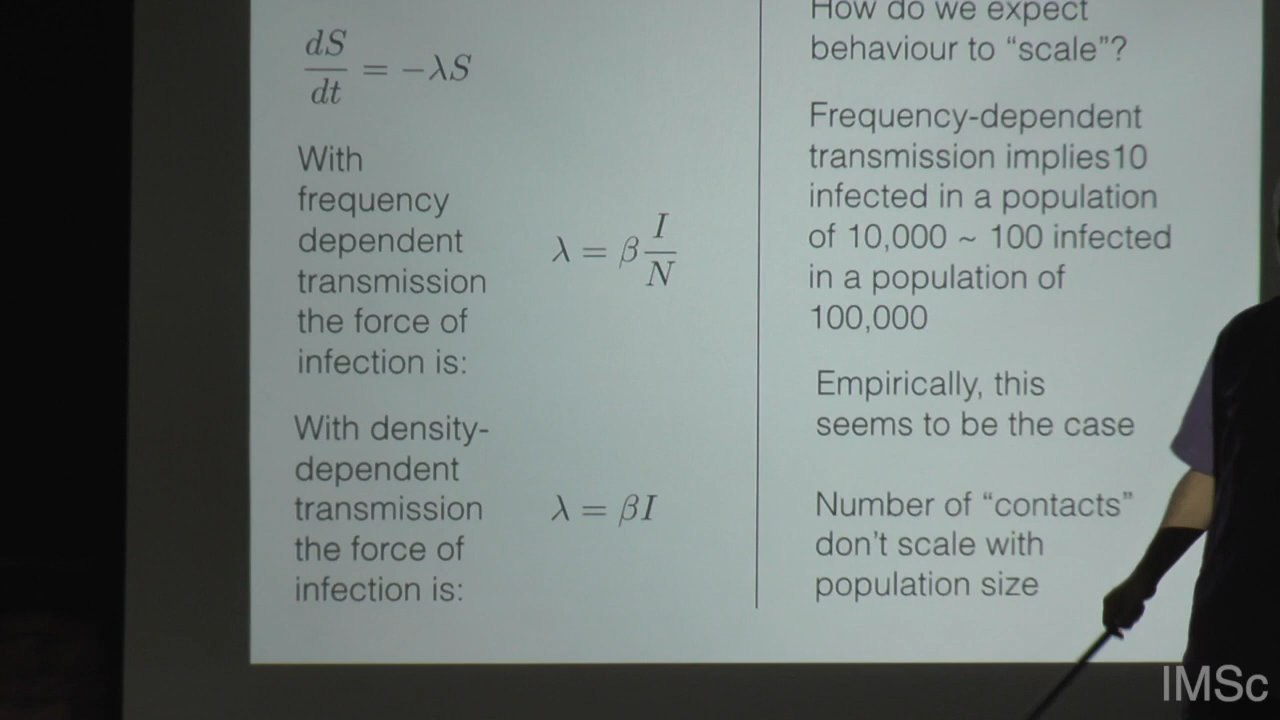 dS/dt = −λS
With
frequency
dependent
transmission
the force of
infection is:
λ = β I/N
With density-
dependent
transmission
the force of
infection is:
λ = βI
How do we expect
behaviour to “scale”?
Frequency-dependent
transmission implies10
infected in a population
of 10,000 ~ 100 infected
in a population of
100,000
Empirically, this
seems to be the case
Number of “contacts”
don’t scale with
population size
IMSc